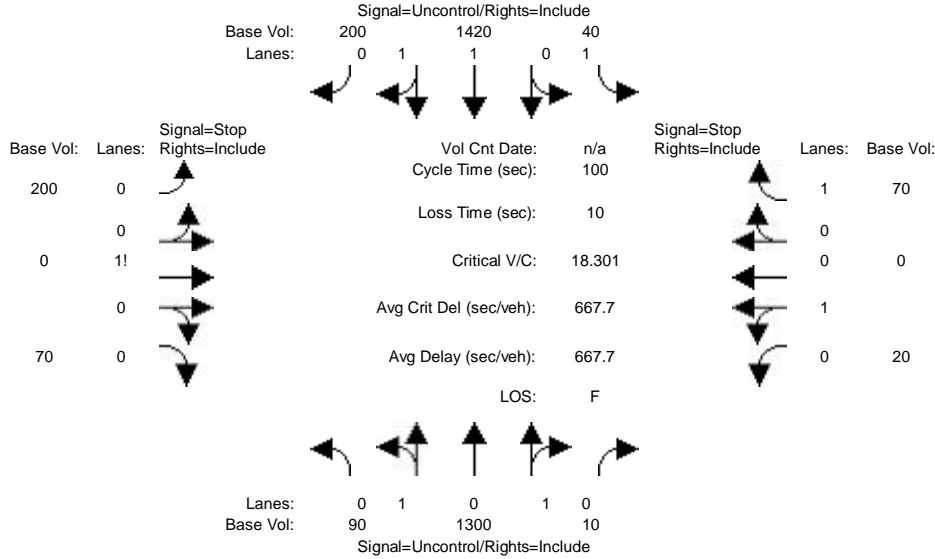 Signal=Uncontrol/Rights=Include
Base Vol: 200 1420 40
Lanes: 0 1 1 0 1
Signal=Stop
Base Vol: Lanes: Rights=Include
200 0
0
0 1!
0
70 0
Vol Cnt Date: n/a
Cycle Time (sec): 100
Loss Time (sec): 10
Critical V/C: 18.301
Avg Crit Del (sec/veh): 667.7
Avg Delay (sec/veh): 667.7
LOS: F
Signal=Stop
Rights=Include Lanes: Base Vol:
1 70
0
0 0
1
0 20
Lanes: 0 1 0 1 0
Base Vol: 90 1300 10
Signal=Uncontrol/Rights=Include